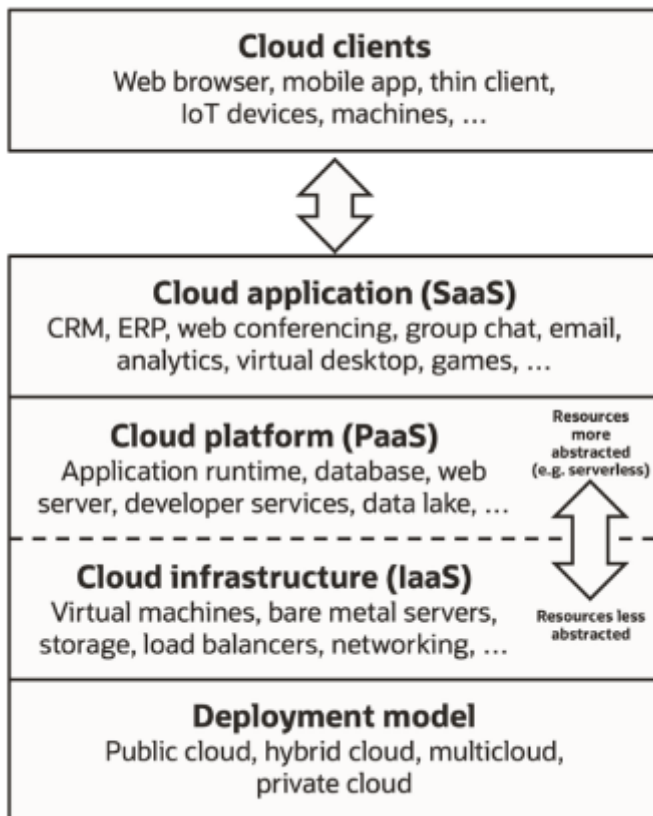 Cloud clients
Web browser, mobile app, thin client,
IoT devices, machines, ...
Cloud application (SaaS)
CRM, ERP, web conferencing, group chat, email,
analytics, virtual desktop, games, ...
Cloud platform (PaaS)
Application runtime, database, web
server, developer services, data lake, ...
Resources
more
abstracted
(e.g. serverless)
Cloud infrastructure (IaaS)
Virtual machines, bare metal servers,
storage, load balancers, networking, ...
Resources less
abstracted
Deployment model
Public cloud, hybrid cloud, multicloud,
private cloud